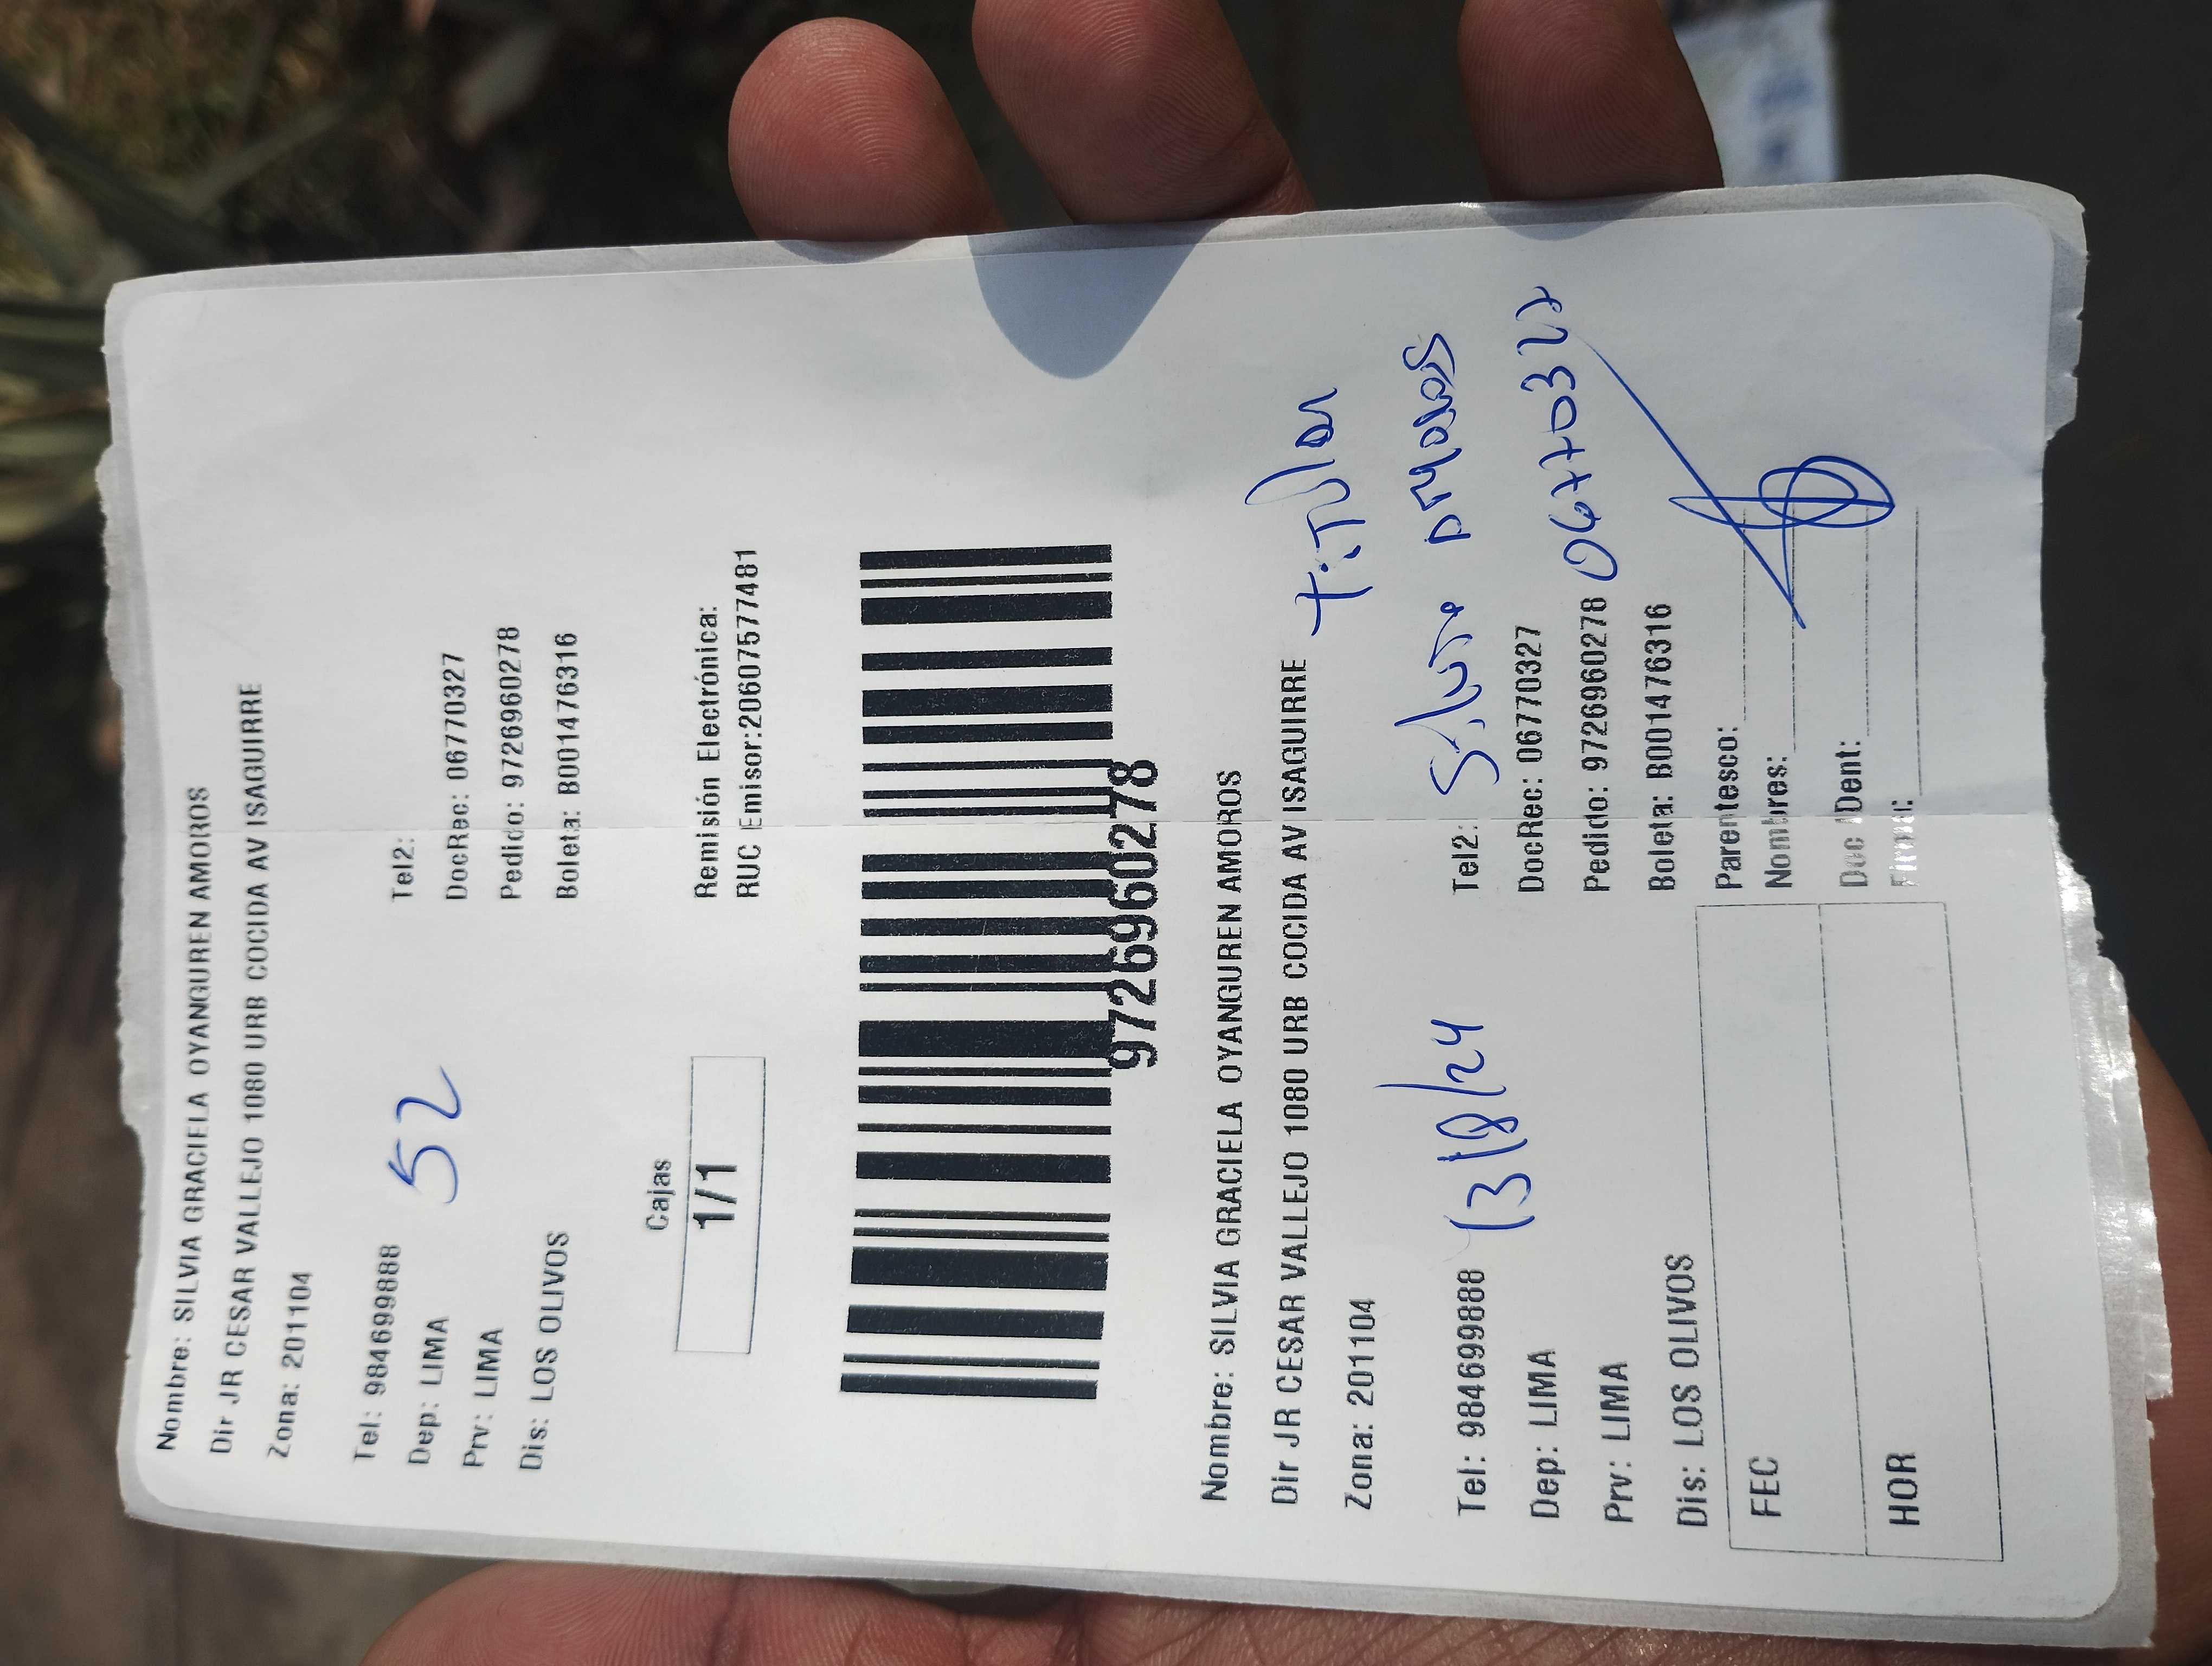 Nombre: SILVIA GRACIELA OYANGUREN AMOROS
Dir JR CESAR VALLEJO 1080 URB COCIDA AV ISAGUIRRE
Zona: 201104
Tel: 984699888 52 Tel2:
Dep: LIMA DocRec: 06770327
Prv: LIMA Pedido: 9726960278
Dis: LOS OLIVOS Boleta: B001476316
Cajas
1/1
Remisión Electrónica:
RUC Emisor:20607577481
9726960278
Nombre: SILVIA GRACIELA OYANGUREN AMOROS
Dir JR CESAR VALLEJO 1080 URB COCIDA AV ISAGUIRRE
Titular
Zona: 201104
Tel: 984699888 13/8/24 Tel2: Silvia
Dep: LIMA DocRec: 06770327
Prv: LIMA Pedido: 9726960278 06770327
Dis: LOS OLIVOS Boleta: B001476316
FEC
HOR
Parentesco:
Nombres:
Doc Ident:
Firma: